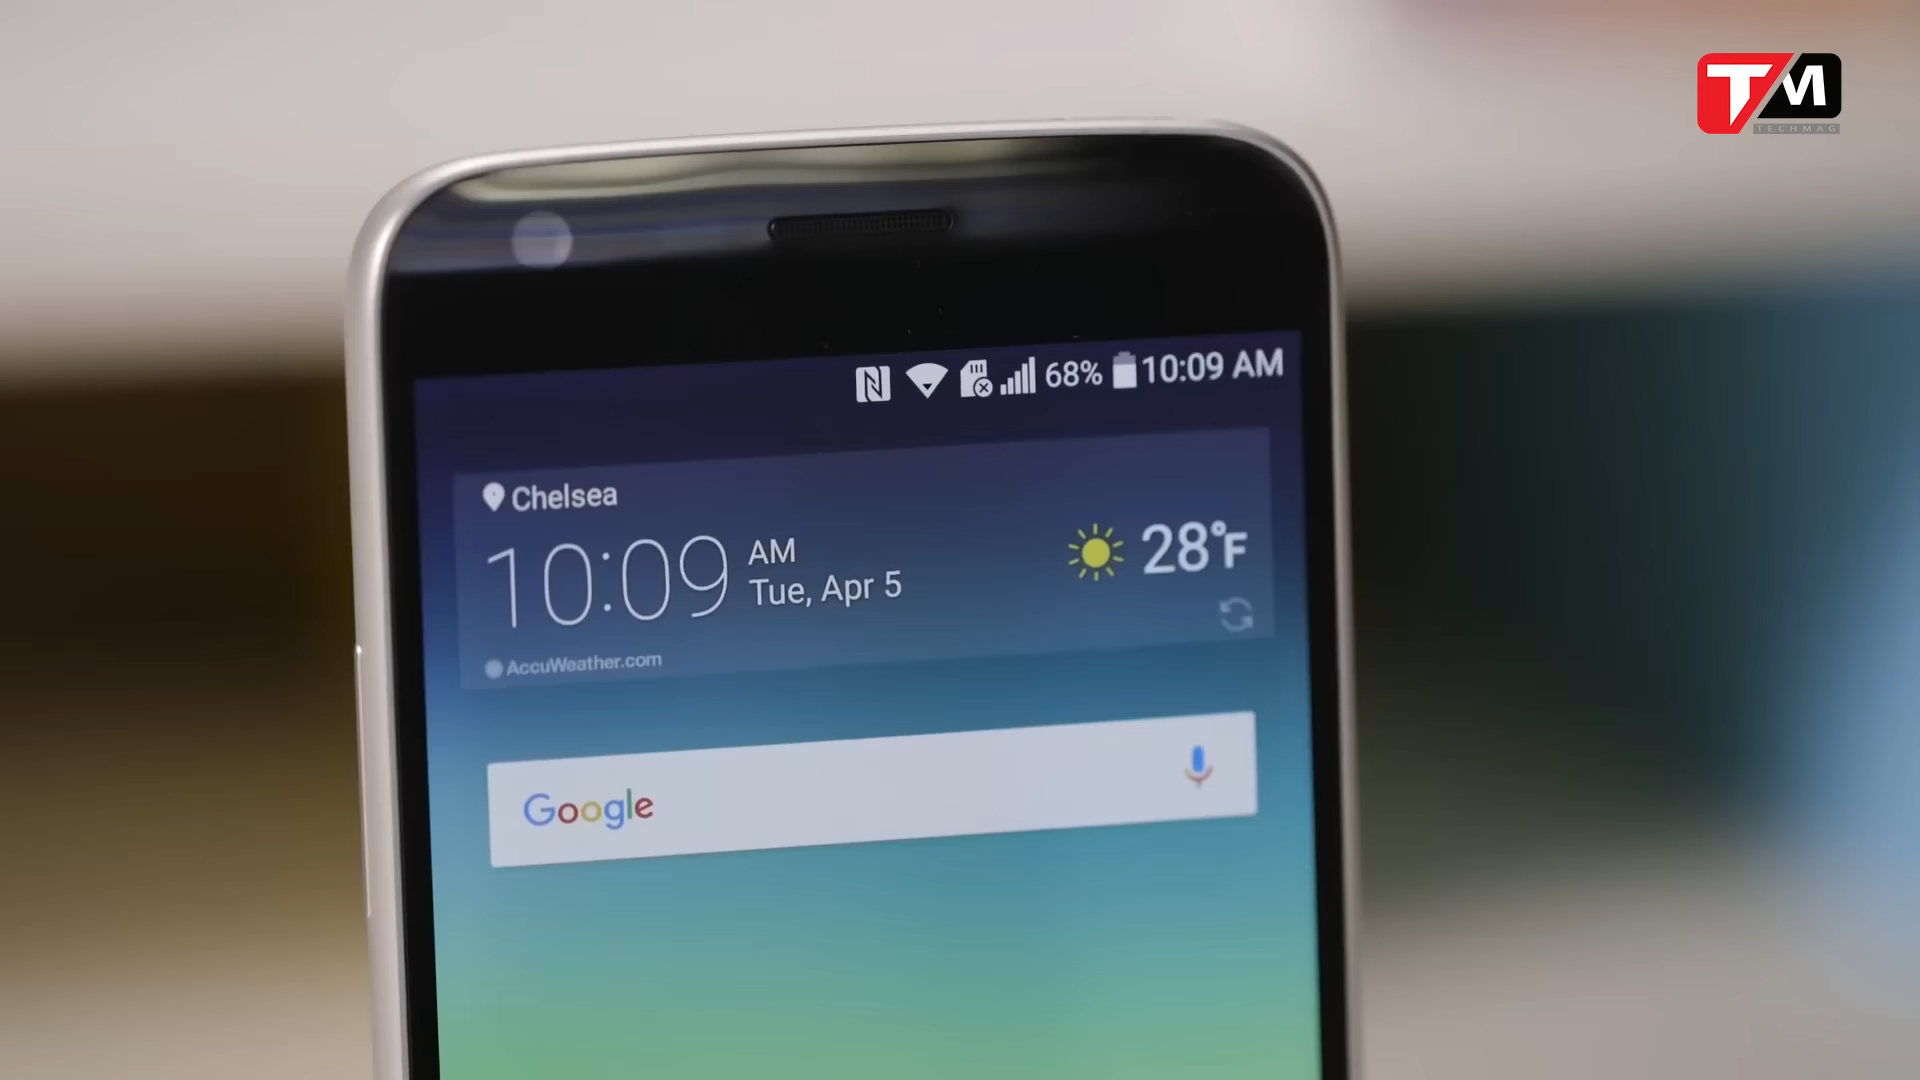 TM
TECHMAG
68% 10:09 AM
Chelsea
10:09 AM
Tue, Apr 5
28°F
AccuWeather.com
Google